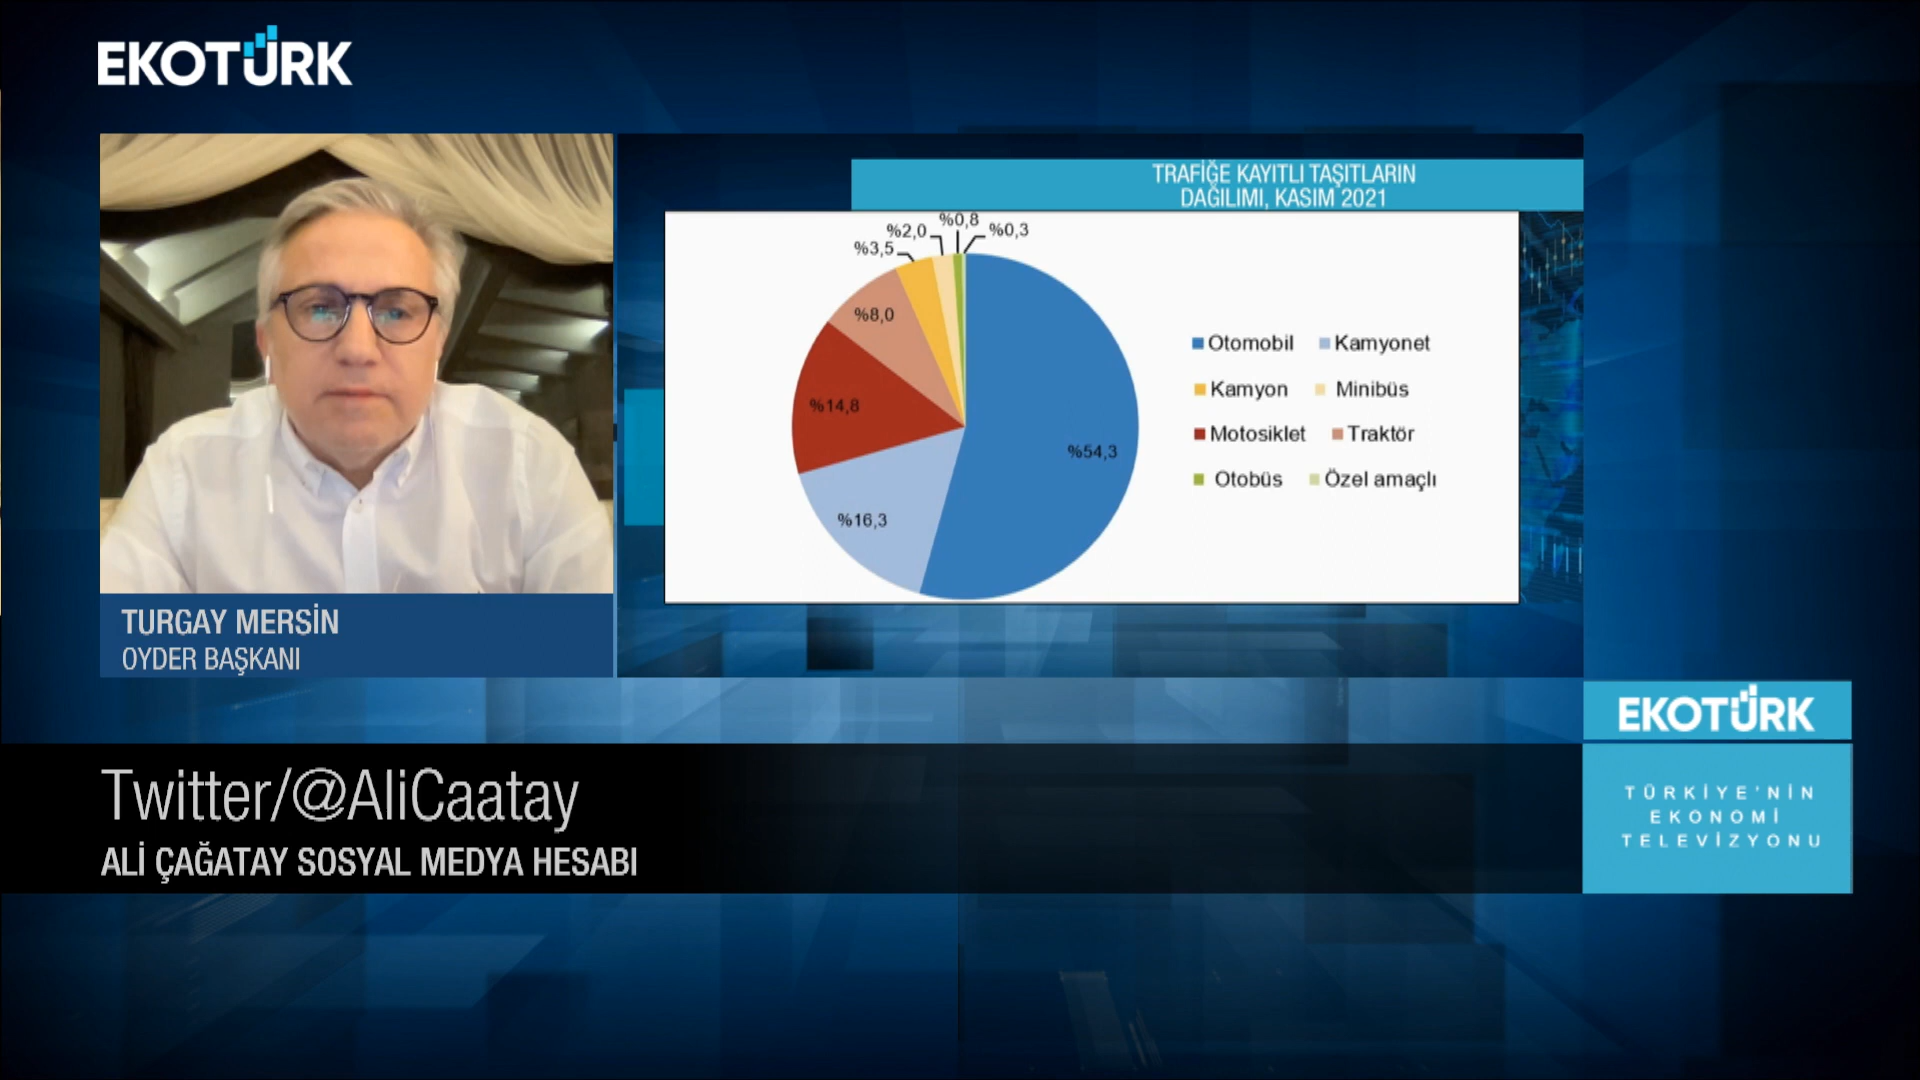 EKOTÜRK
TRAFİĞE KAYITLI TAŞITLARIN
DAĞILIMI, KASIM 2021
%0,8
%2,0
%0,3
%3,5
%8,0
%14,8
%54,3
%16,3
Otomobil Kamyonet
Kamyon Minibüs
Motosiklet Traktör
Otobüs Özel amaçlı
TURGAY MERSİN
OYDER BAŞKANI
EKOTÜRK
TÜRKİYE'NİN
EKONOMİ
TELEVİZYONU
Twitter/@AliCaatay
ALİ ÇAĞATAY SOSYAL MEDYA HESABI